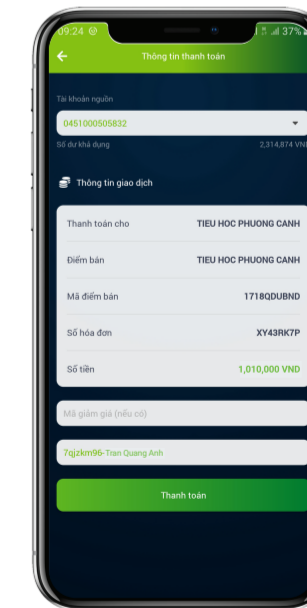 09:24
37%
Thông tin thanh toán
Tài khoản nguồn
0451000505832
Số dư khả dụng 2,314,874 VND
Thông tin giao dịch
Thanh toán cho TIEU HOC PHUONG CANH
Điểm bán TIEU HOC PHUONG CANH
Mã điểm bán 1718QDUBND
Số hóa đơn XY43RK7P
Số tiền 1,010,000 VND
Mã giảm giá (nếu có)
7qjzkm96-Tran Quang Anh
Thanh toán